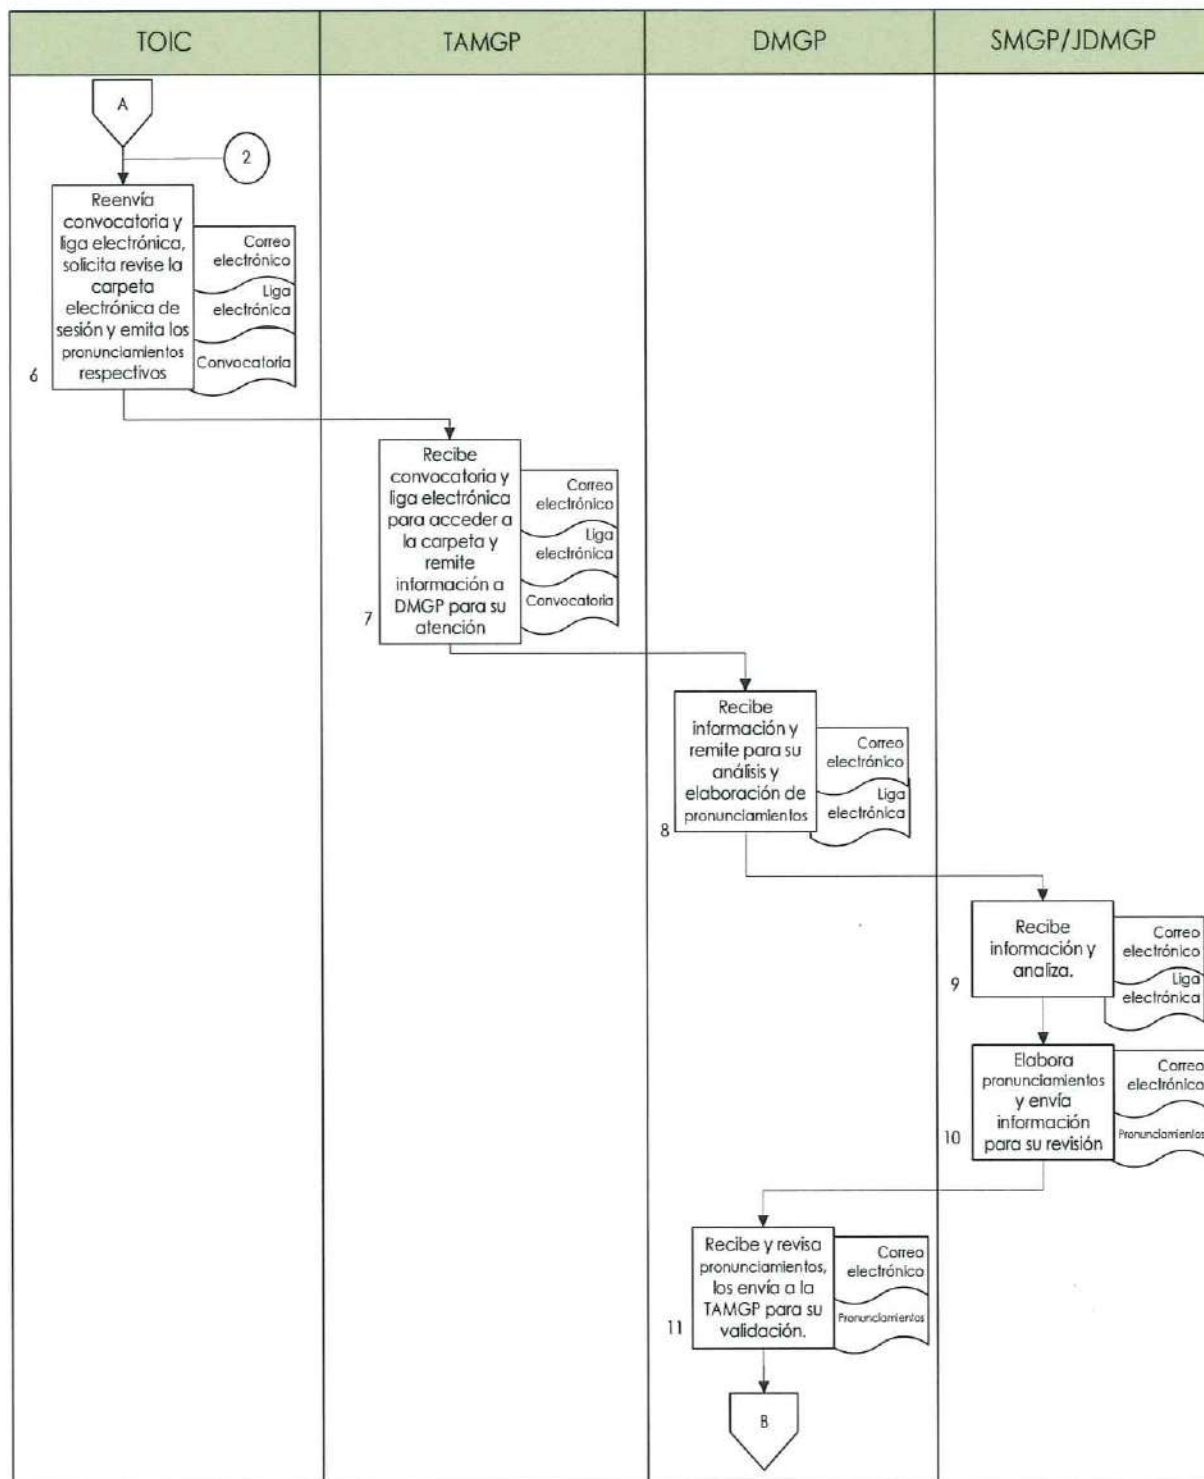 TOIC
TAMGP
DMGP
SMGP/JDMGP
A
2
Reenvía
convocatoria y
liga electrónica,
solicita revise la
carpeta
electrónica de
sesión y emita los
pronunciamientos
respectivos
6
Correo
electrónico
Liga
electrónica
Convocatoria
Recibe
convocatoria y
liga electrónica
para acceder a
la carpeta y
remite
información a
DMGP para su
atención
7
Correo
electrónico
Liga
electrónica
Convocatoria
Recibe
información y
remite para su
análisis y
elaboración de
pronunciamientos
8
Correo
electrónico
Liga
electrónica
Recibe
información y
analiza.
9
Correo
electrónico
Liga
electrónica
Elabora
pronunciamientos
y envía
información
para su revisión
10
Correo
electrónico
Pronunciamientos
Recibe y revisa
pronunciamientos,
los envía a la
TAMGP para su
validación.
11
Correo
electrónico
Pronunciamientos
B